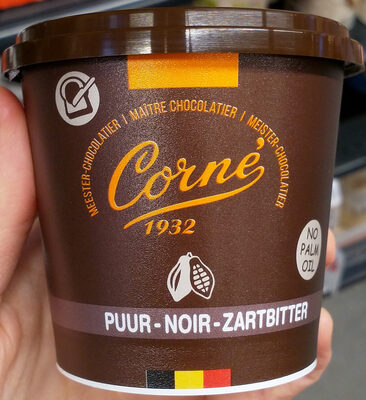 MEESTER-CHOCOLATIER | MAÎTRE CHOCOLATIER | MEISTER-CHOCOLATIER
Corné
1932
NO
PALM
OIL
PUUR - NOIR - ZARTBITTER